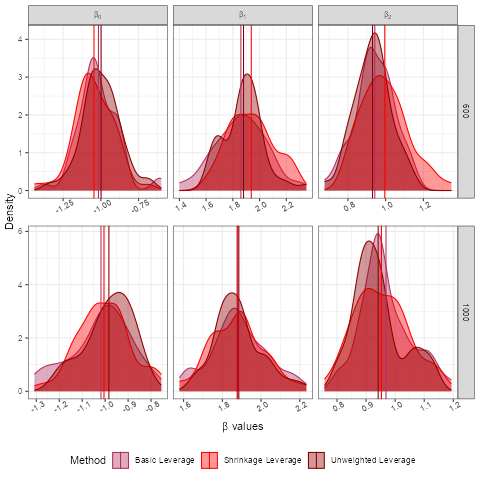 β₀ β₁ β₂
4
3
2
1
0
600
-1.25 -1.00 -0.75 1.4 1.7 2.0 2.2 0.8 1.0 1.2
Density
6
4
2
0
1000
-1.3 -1.2 -1.1 -1.0 -0.9 -0.8 1.6 1.8 2.0 2.2 0.8 0.9 1.0 1.1 1.2
β values
Method Basic Leverage Shrinkage Leverage Unweighted Leverage